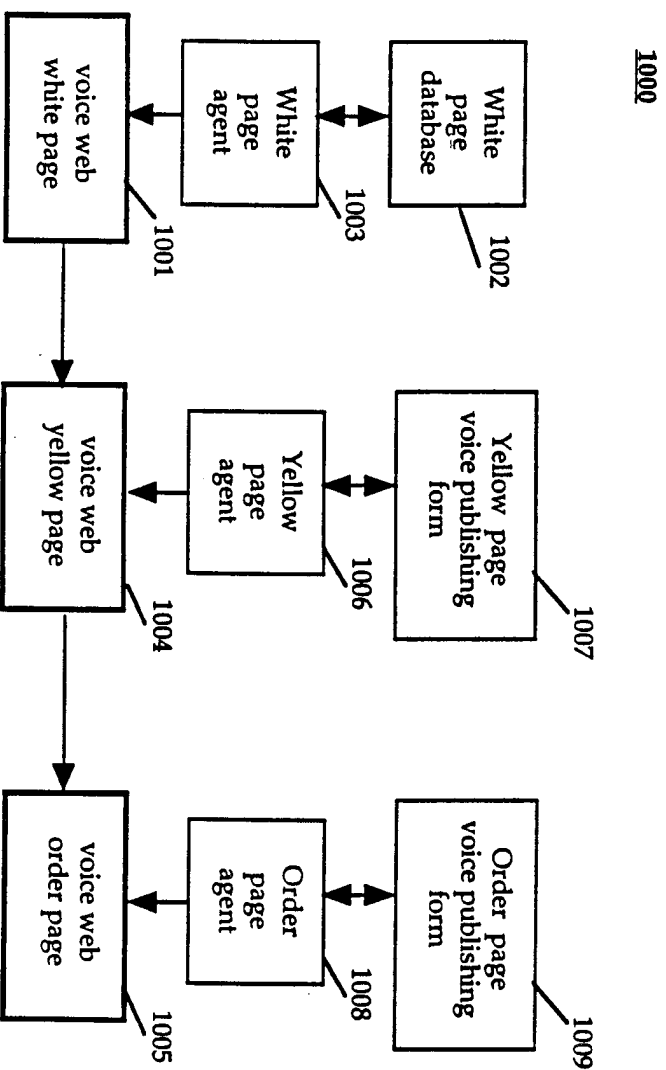 1000
White
page
database
1002
White
page
agent
1003
voice web
white page
1001
Yellow page
voice publishing
form
1007
Yellow
page
agent
1006
voice web
yellow page
1004
Order page
voice publishing
form
1009
Order
page
agent
1008
voice web
order page
1005